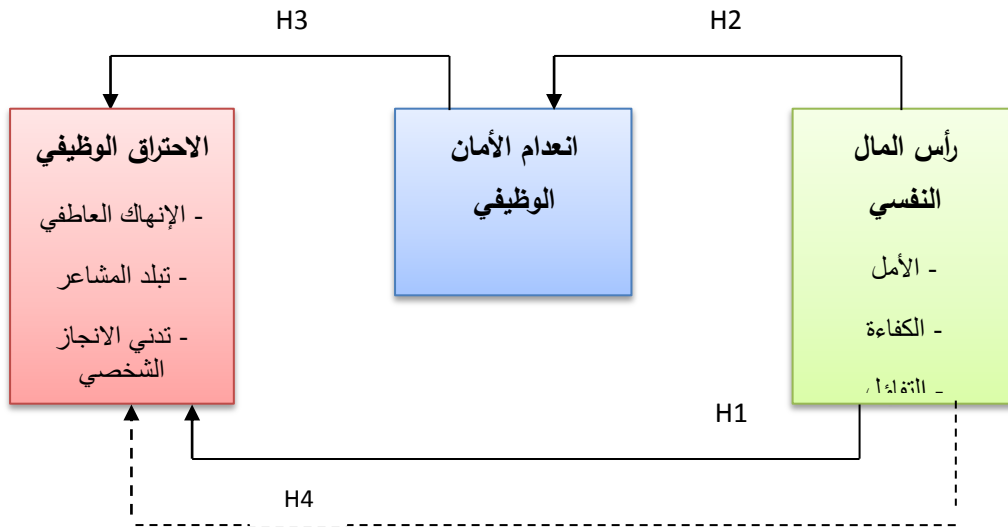 H3
H2
رأس المال
النفسي
- الأمل
- الكفاءة
- التفائل
انعدام الأمان
الوظيفي
الاحتراق الوظيفي
- الإنهاك العاطفي
- تبلد المشاعر
- تدني الانجاز
الشخصي
H1
H4